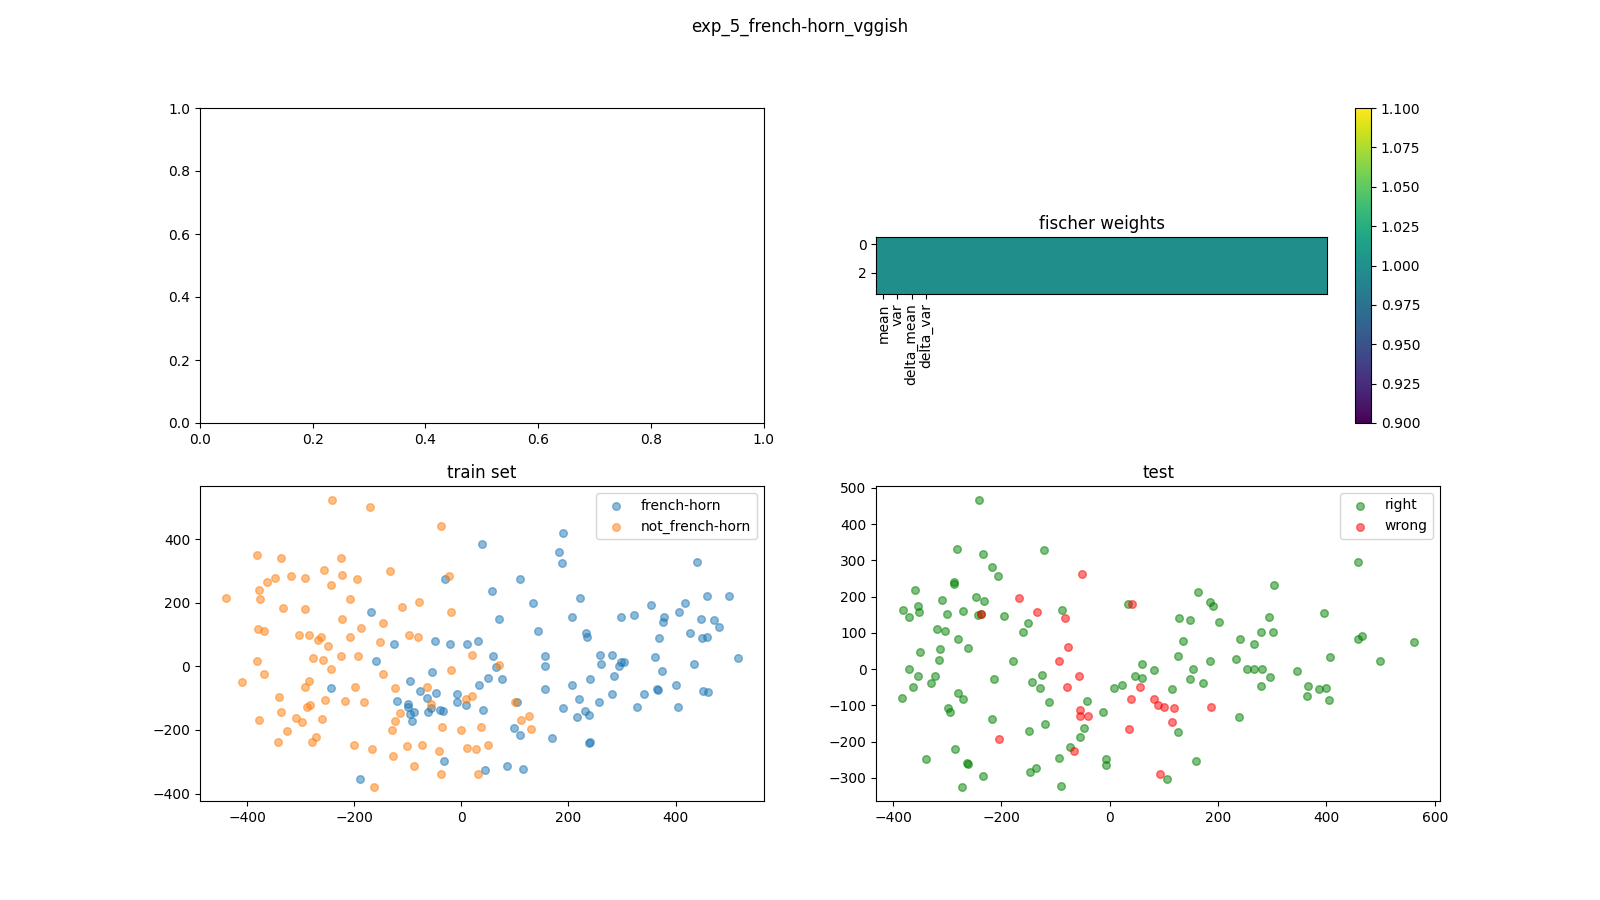 exp_5_french-horn_vggish
1.0
0.8
0.6
0.4
0.2
0.0
0.0 0.2 0.4 0.6 0.8 1.0
fischer weights
0
2
mean
var
delta_mean
delta_var
1.100
1.075
1.050
1.025
1.000
0.975
0.950
0.925
0.900
train set
french-horn
not_french-horn
400
200
0
−200
−400
−400 −200 0 200 400
test
right
wrong
500
400
300
200
100
0
−100
−200
−300
−400 −200 0 200 400 600